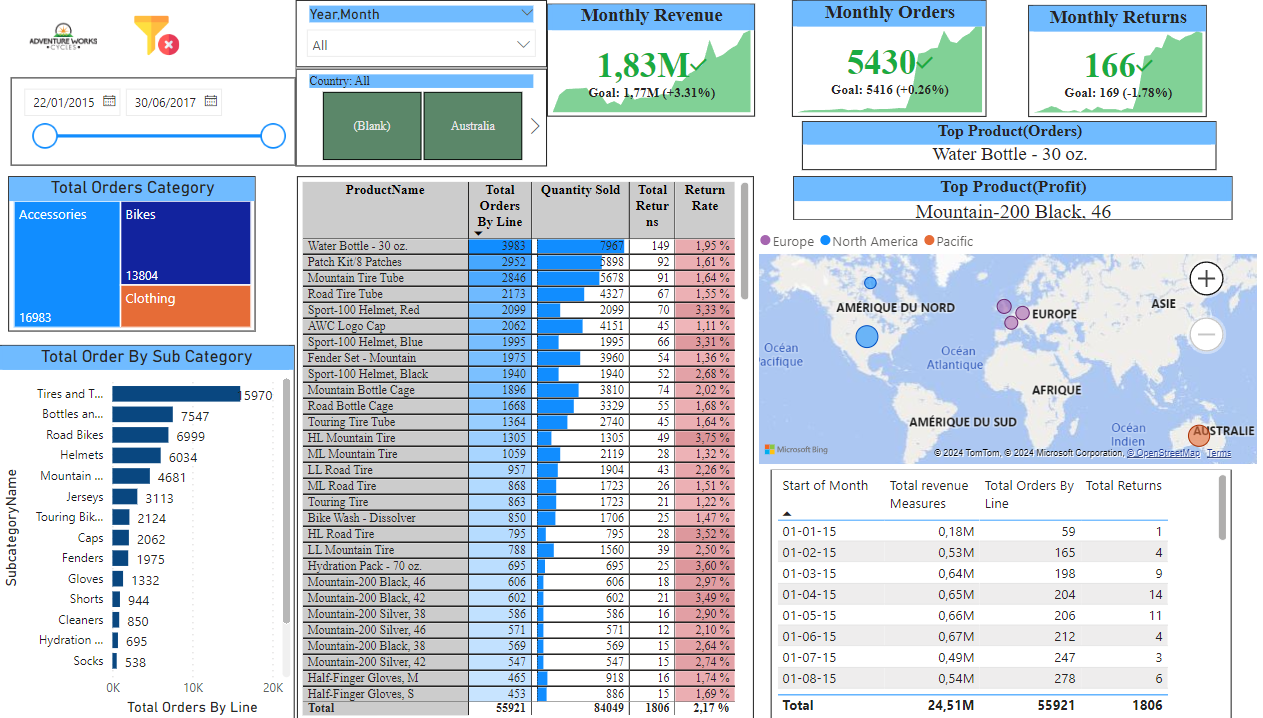 ADVENTURE WORKS
CYCLES
22/01/2015 30/06/2017
Year,Month
All
Country: All
(Blank) Australia
Monthly Revenue
1,83M
Goal: 1,77M (+3.31%)
Monthly Orders
5430
Goal: 5416 (+0.26%)
Monthly Returns
166
Goal: 169 (-1.78%)
Top Product(Orders)
Water Bottle - 30 oz.
Top Product(Profit)
Mountain-200 Black, 46
Total Orders Category
Accessories Bikes
13804
Clothing
16983
Total Order By Sub Category
SubcategoryName
Tires and T... 15970
Bottles an... 7547
Road Bikes 6999
Helmets 6034
Mountain ... 4681
Jerseys 3113
Touring Bik... 2124
Caps 2062
Fenders 1975
Gloves 1332
Shorts 944
Cleaners 850
Hydration ... 695
Socks 538
0K 10K 20K
Total Orders By Line
ProductName Total Orders By Line Quantity Sold Total Returns Return Rate
Water Bottle - 30 oz. 3983 7967 149 1,95 %
Patch Kit/8 Patches 2952 5898 92 1,61 %
Mountain Tire Tube 2846 5678 91 1,64 %
Road Tire Tube 2173 4327 67 1,55 %
Sport-100 Helmet, Red 2099 2099 70 3,33 %
AWC Logo Cap 2062 4151 45 1,11 %
Sport-100 Helmet, Blue 1995 1995 66 3,31 %
Fender Set - Mountain 1975 3960 54 1,36 %
Sport-100 Helmet, Black 1940 1940 52 2,68 %
Mountain Bottle Cage 1896 3810 74 2,02 %
Road Bottle Cage 1668 3329 55 1,68 %
Touring Tire Tube 1364 2740 45 1,64 %
HL Mountain Tire 1305 1305 49 3,75 %
ML Mountain Tire 1059 2119 28 1,32 %
LL Road Tire 957 1904 43 2,26 %
ML Road Tire 868 1723 26 1,51 %
Touring Tire 863 1723 21 1,22 %
Bike Wash - Dissolver 850 1706 25 1,47 %
HL Road Tire 795 795 28 3,52 %
LL Mountain Tire 788 1560 39 2,50 %
Hydration Pack - 70 oz. 695 695 25 3,60 %
Mountain-200 Black, 46 606 606 18 2,97 %
Mountain-200 Black, 42 602 602 21 3,49 %
Mountain-200 Silver, 38 586 586 16 2,90 %
Mountain-200 Silver, 46 571 571 12 2,10 %
Mountain-200 Black, 38 569 569 15 2,64 %
Mountain-200 Silver, 42 547 547 15 2,74 %
Half-Finger Gloves, M 465 918 16 1,74 %
Half-Finger Gloves, S 453 886 15 1,69 %
Total 55921 84049 1806 2,17 %
Europe North America Pacific
AMÉRIQUE DU NORD
EUROPE
ASIE
Océan
Pacifique
Océan
Atlantique
AFRIQUE
AMÉRIQUE DU SUD
Océan
Indien
AUSTRALIE
Microsoft Bing
© 2024 TomTom, © 2024 Microsoft Corporation, © OpenStreetMap Terms
Start of Month Total revenue Measures Total Orders By Line Total Returns
01-01-15 0,18M 59 1
01-02-15 0,53M 165 4
01-03-15 0,64M 198 9
01-04-15 0,65M 204 14
01-05-15 0,66M 206 11
01-06-15 0,67M 212 4
01-07-15 0,49M 247 3
01-08-15 0,54M 278 6
Total 24,51M 55921 1806